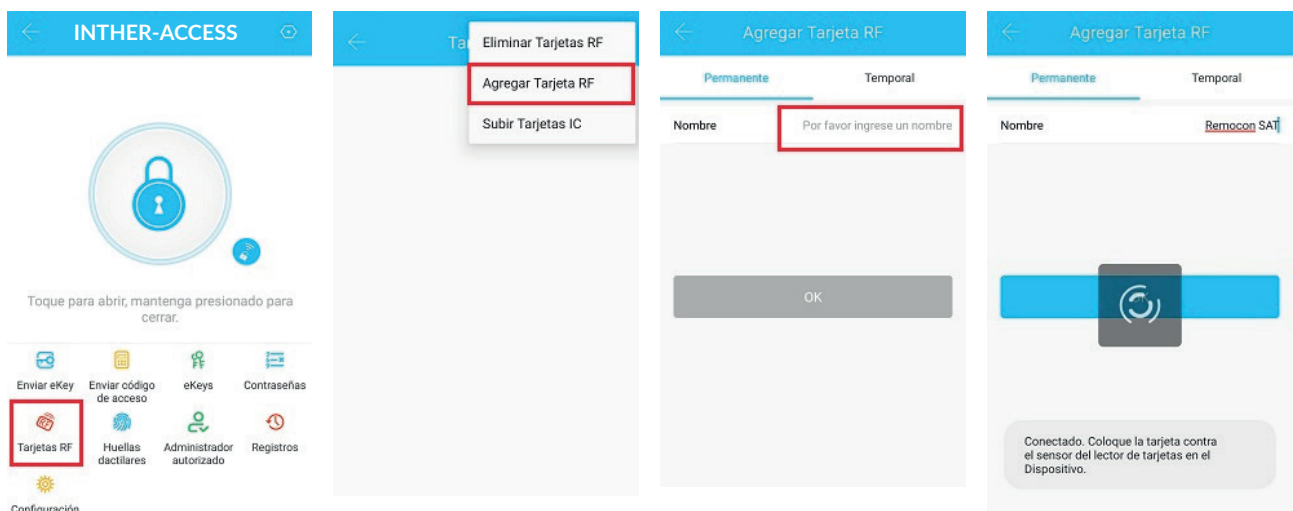 INTHER-ACCESS
Toque para abrir, mantenga presionado para
cerrar.
Enviar eKey
Enviar código
de acceso
eKeys
Contraseñas
Tarjetas RF
Huellas
dactilares
Administrador
autorizado
Registros
Configuración
Ta
Eliminar Tarjetas RF
Agregar Tarjeta RF
Subir Tarjetas IC
Agregar Tarjeta RF
Permanente
Temporal
Nombre
Por favor ingrese un nombre
OK
Agregar Tarjeta RF
Permanente
Temporal
Nombre
Remocon SAT
Conectado. Coloque la tarjeta contra
el sensor del lector de tarjetas en el
Dispositivo.